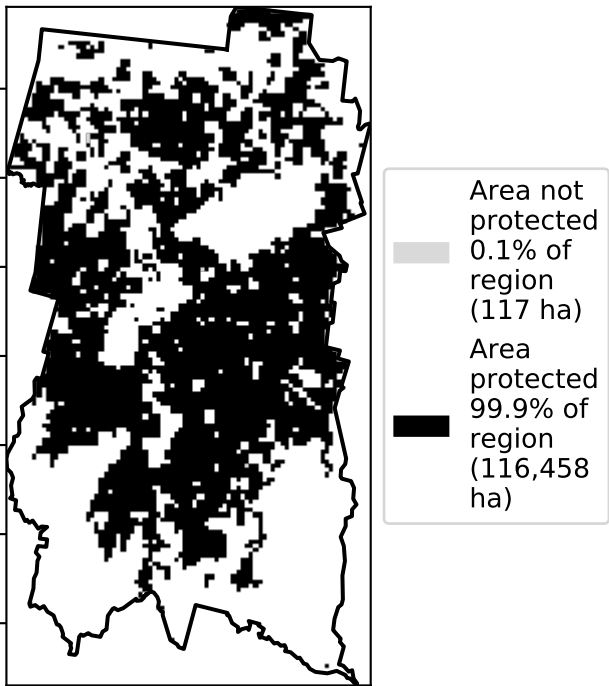 Area not
protected
0.1% of
region
(117 ha)
Area
protected
99.9% of
region
(116,458
ha)